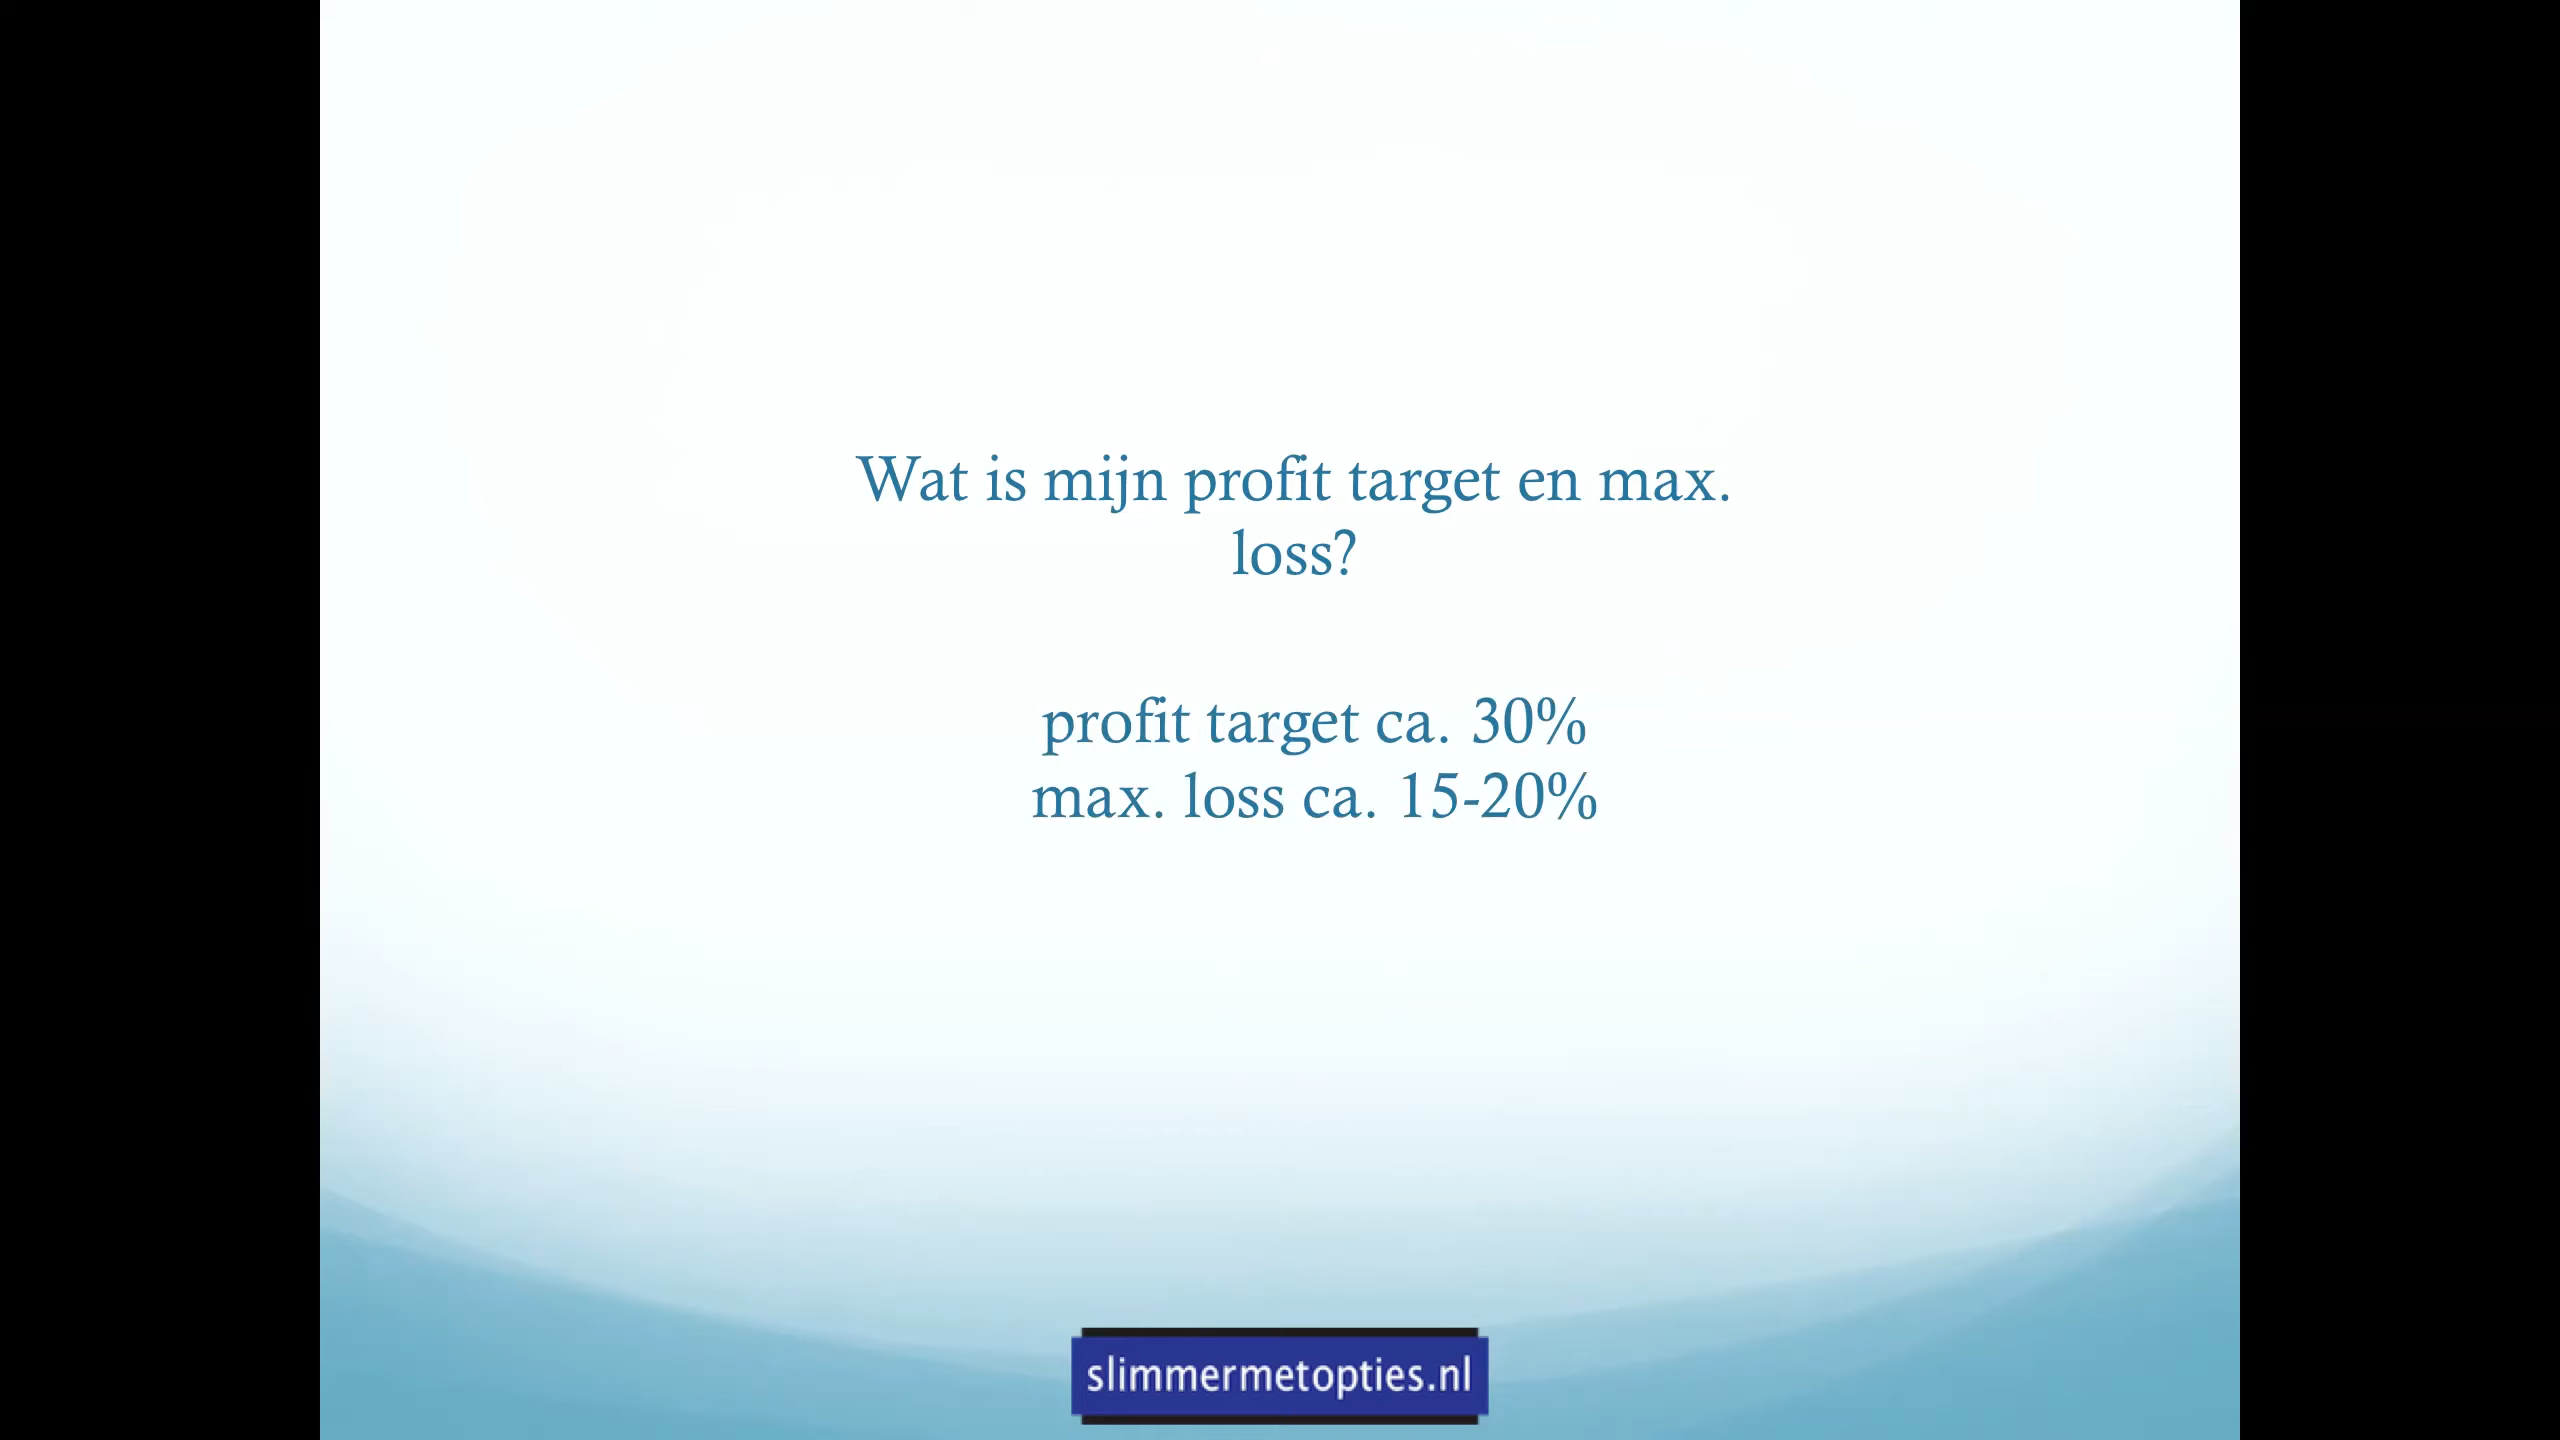 Wat is mijn profit target en max.
loss?
profit target ca. 30%
max. loss ca. 15-20%
slimmermetopties.nl